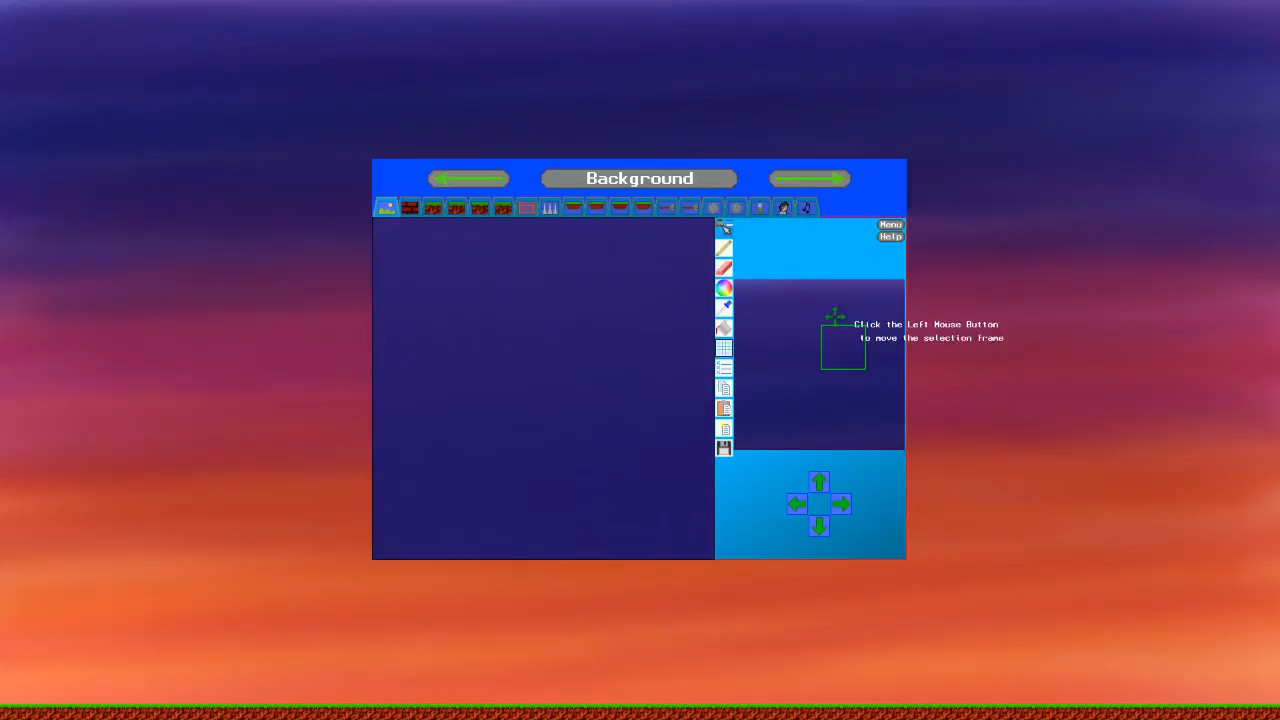 Background
Menu
Help
Click the Left Mouse Button
to move the selection frame